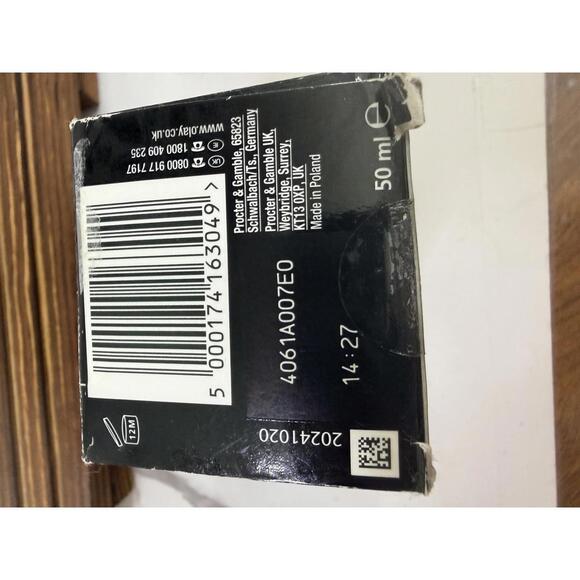 www.olay.co.uk
IE 1800 409 235
UK 0800 917 7197
5 000174 163049 >
Procter & Gamble, 65823
Schwalbach/Ts., Germany
Procter & Gamble UK,
Weybridge, Surrey,
KT13 0XP, UK
Made in Poland
50 ml e
4061A007E0
14:27
12M
20241020